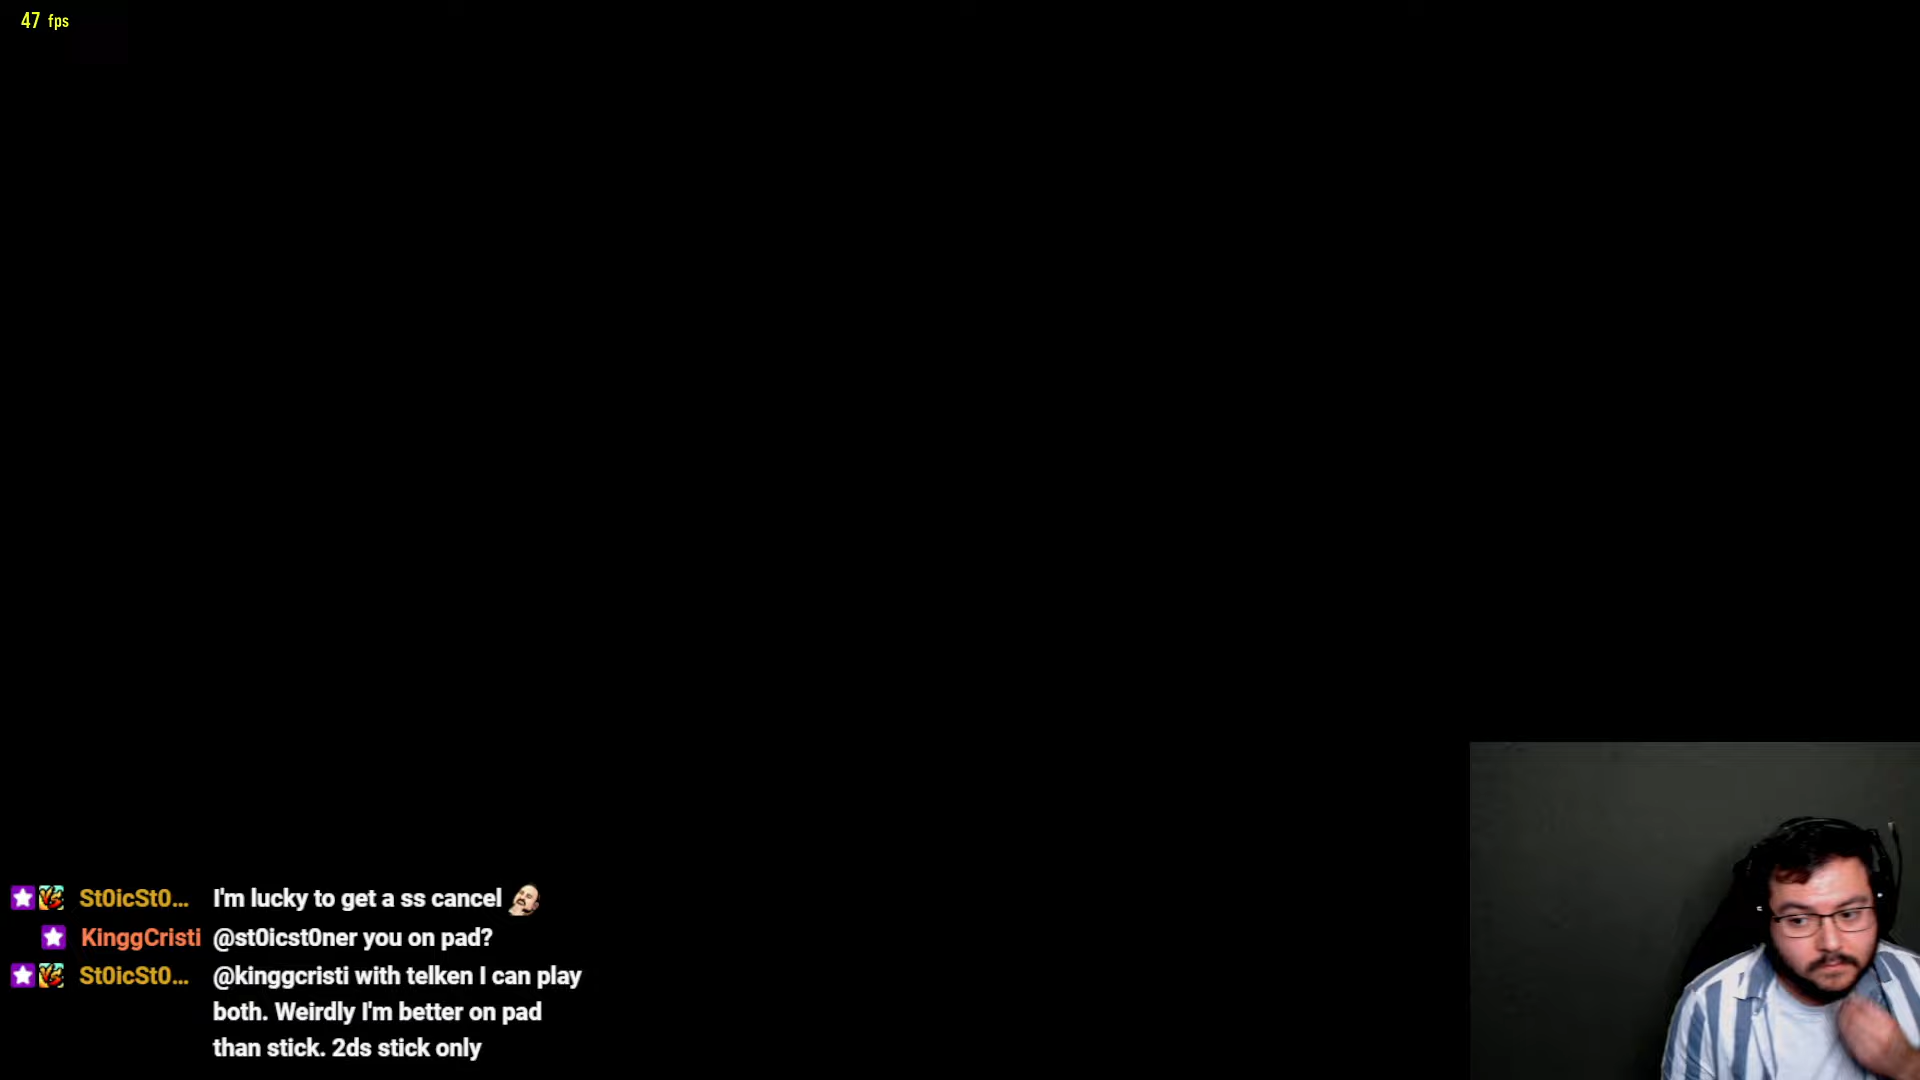 47 fps
St0icSt0... I'm lucky to get a ss cancel
KinggCristi @st0icst0ner you on pad?
St0icSt0... @kinggcristi with telken I can play
both. Weirdly I'm better on pad
than stick. 2ds stick only